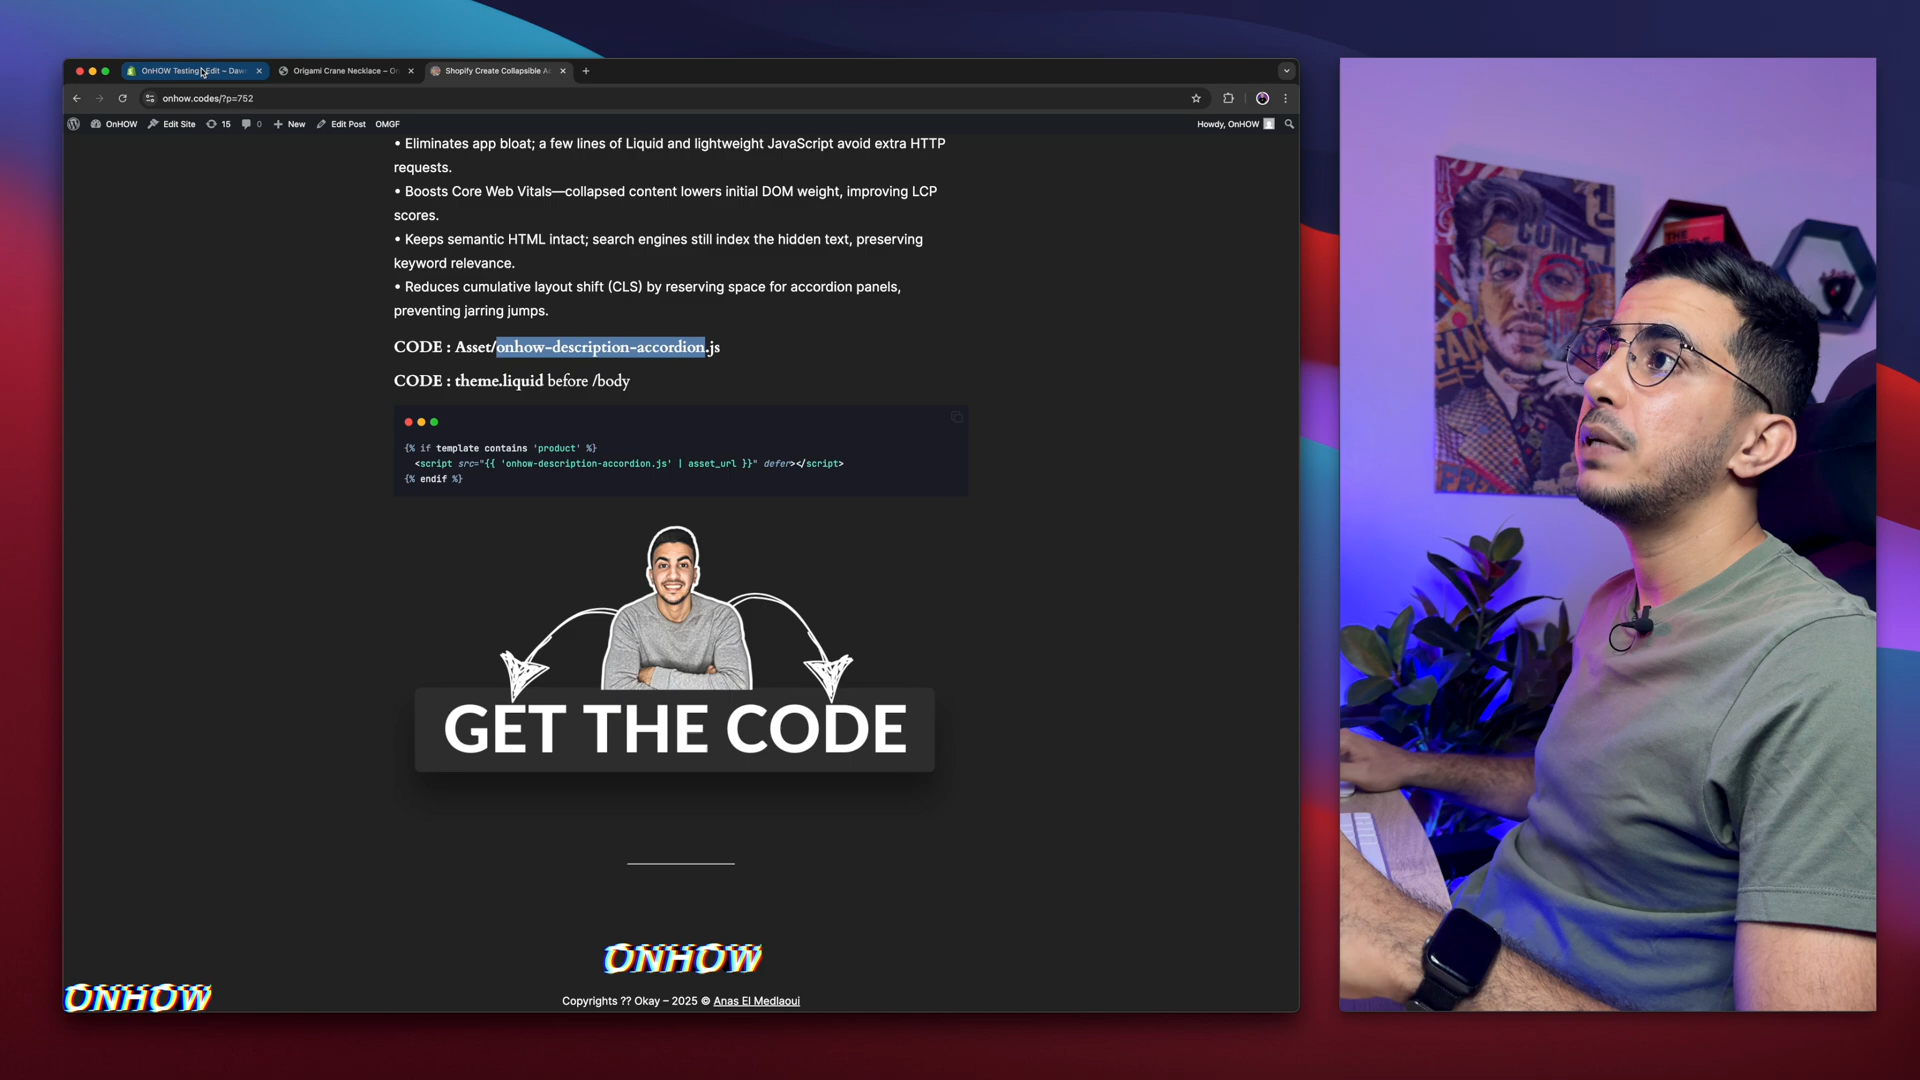 OnHOW Testing · Edit ~ Daw
Origami Crane Necklace – On
Shopify Create Collapsible Ac
onhow.codes/?p=752
OnHOW
Edit Site
15
0
New
Edit Post
OMGF
Howdy, OnHOW
• Eliminates app bloat; a few lines of Liquid and lightweight JavaScript avoid extra HTTP
requests.
• Boosts Core Web Vitals—collapsed content lowers initial DOM weight, improving LCP
scores.
• Keeps semantic HTML intact; search engines still index the hidden text, preserving
keyword relevance.
• Reduces cumulative layout shift (CLS) by reserving space for accordion panels,
preventing jarring jumps.
CODE : Asset/onhow-description-accordion.js
CODE : theme.liquid before /body
{% if template contains 'product' %}
<script src="{{ 'onhow-description-accordion.js' | asset_url }}" defer></script>
{% endif %}
GET THE CODE
ONHOW
ONHOW
Copyrights ?? Okay – 2025 © Anas El Medlaoui
COME
FAN
THE